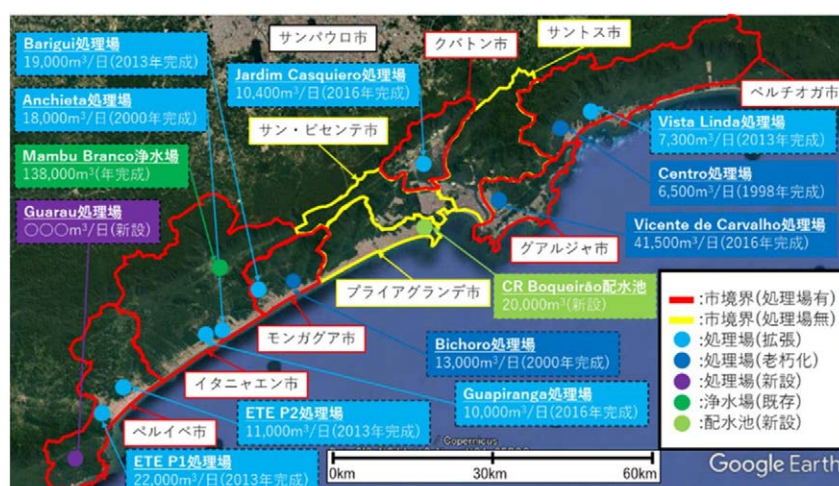 サンパウロ市
クバトン市
サントス市
ベルチオガ市
Barigui処理場
19,000m³/日(2013年完成)
Anchieta処理場
18,000m³/日(2000年完成)
Mambu Branco浄水場
138,000m³(年完成)
Guarau処理場
○○○m³/日(新設)
Jardim Casquiero処理場
10,400m³/日(2016年完成)
サン・ビセンテ市
Vista Linda処理場
7,300m³/日(2013年完成)
Centro処理場
6,500m³/日(1998年完成)
Vicente de Carvalho処理場
41,500m³/日(2016年完成)
グアルジャ市
プライアグランデ市
CR Boqueirão配水池
20,000m³(新設)
モンガグア市
Bichoro処理場
13,000m³/日(2000年完成)
イタニャエン市
Guapiranga処理場
10,000m³/日(2016年完成)
ペルイベ市
ETE P2処理場
11,000m³/日(2013年完成)
ETE P1処理場
22,000m³/日(2013年完成)
:市境界(処理場有)
:市境界(処理場無)
:処理場(拡張)
:処理場(老朽化)
:処理場(新設)
:浄水場(既存)
:配水池(新設)
Copernicus
0km 30km 60km
Google Earth